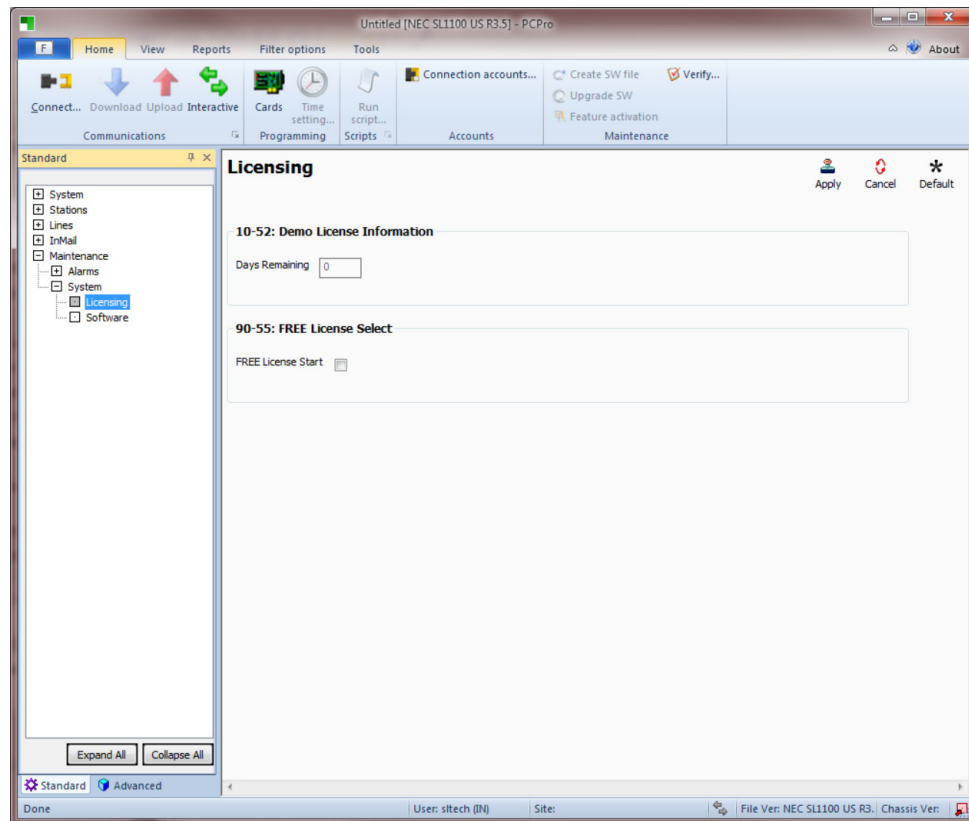 Untitled [NEC SL1100 US R3.5] - PCPro
F Home View Reports Filter options Tools About
Connect... Download Upload Interactive
Communications
Cards Time setting...
Programming
Run script...
Scripts
Connection accounts...
Accounts
Create SW file Verify...
Upgrade SW
Feature activation
Maintenance
Standard
System
Stations
Lines
InMail
Maintenance
Alarms
System
Licensing
Software
Expand All Collapse All
Standard Advanced
Licensing
Apply Cancel Default
10-52: Demo License Information
Days Remaining 0
90-55: FREE License Select
FREE License Start
Done User: sltech (IN) Site: File Ver: NEC SL1100 US R3. Chassis Ver: